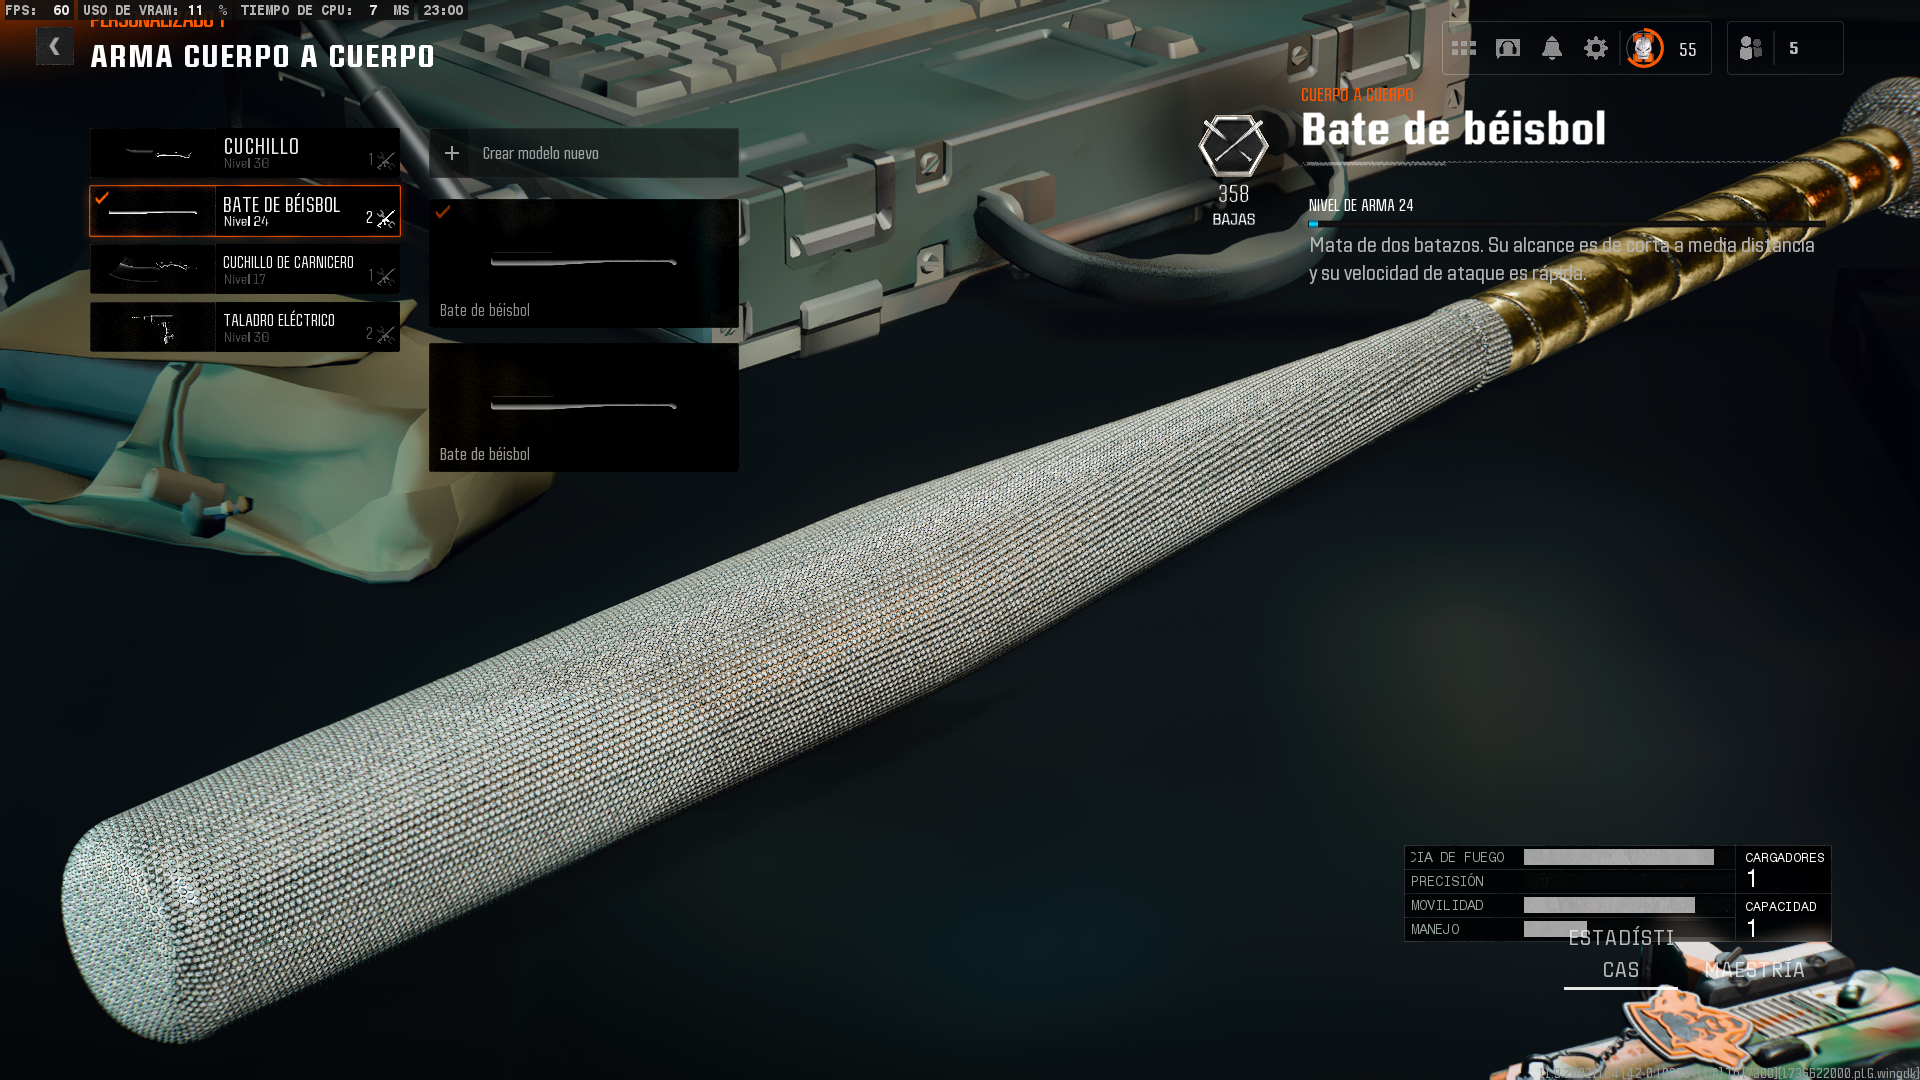 FPS: 60 USO DE VRAM: 11 % TIEMPO DE CPU: 7 MS 23:00
PERSONALIZADO 1
ARMA CUERPO A CUERPO
55
5
CUCHILLO
Nivel 30
1
BATE DE BÉISBOL
Nivel 24
2
CUCHILLO DE CARNICERO
Nivel 17
1
TALADRO ELÉCTRICO
Nivel 30
2
Crear modelo nuevo
Bate de béisbol
Bate de béisbol
358
BAJAS
CUERPO A CUERPO
Bate de béisbol
NIVEL DE ARMA 24
Mata de dos batazos. Su alcance es de corta a media distancia
y su velocidad de ataque es rápida.
CIA DE FUEGO
PRECISIÓN
MOVILIDAD
MANEJO
CARGADORES
1
CAPACIDAD
1
ESTADÍSTI
CAS
MAESTRÍA